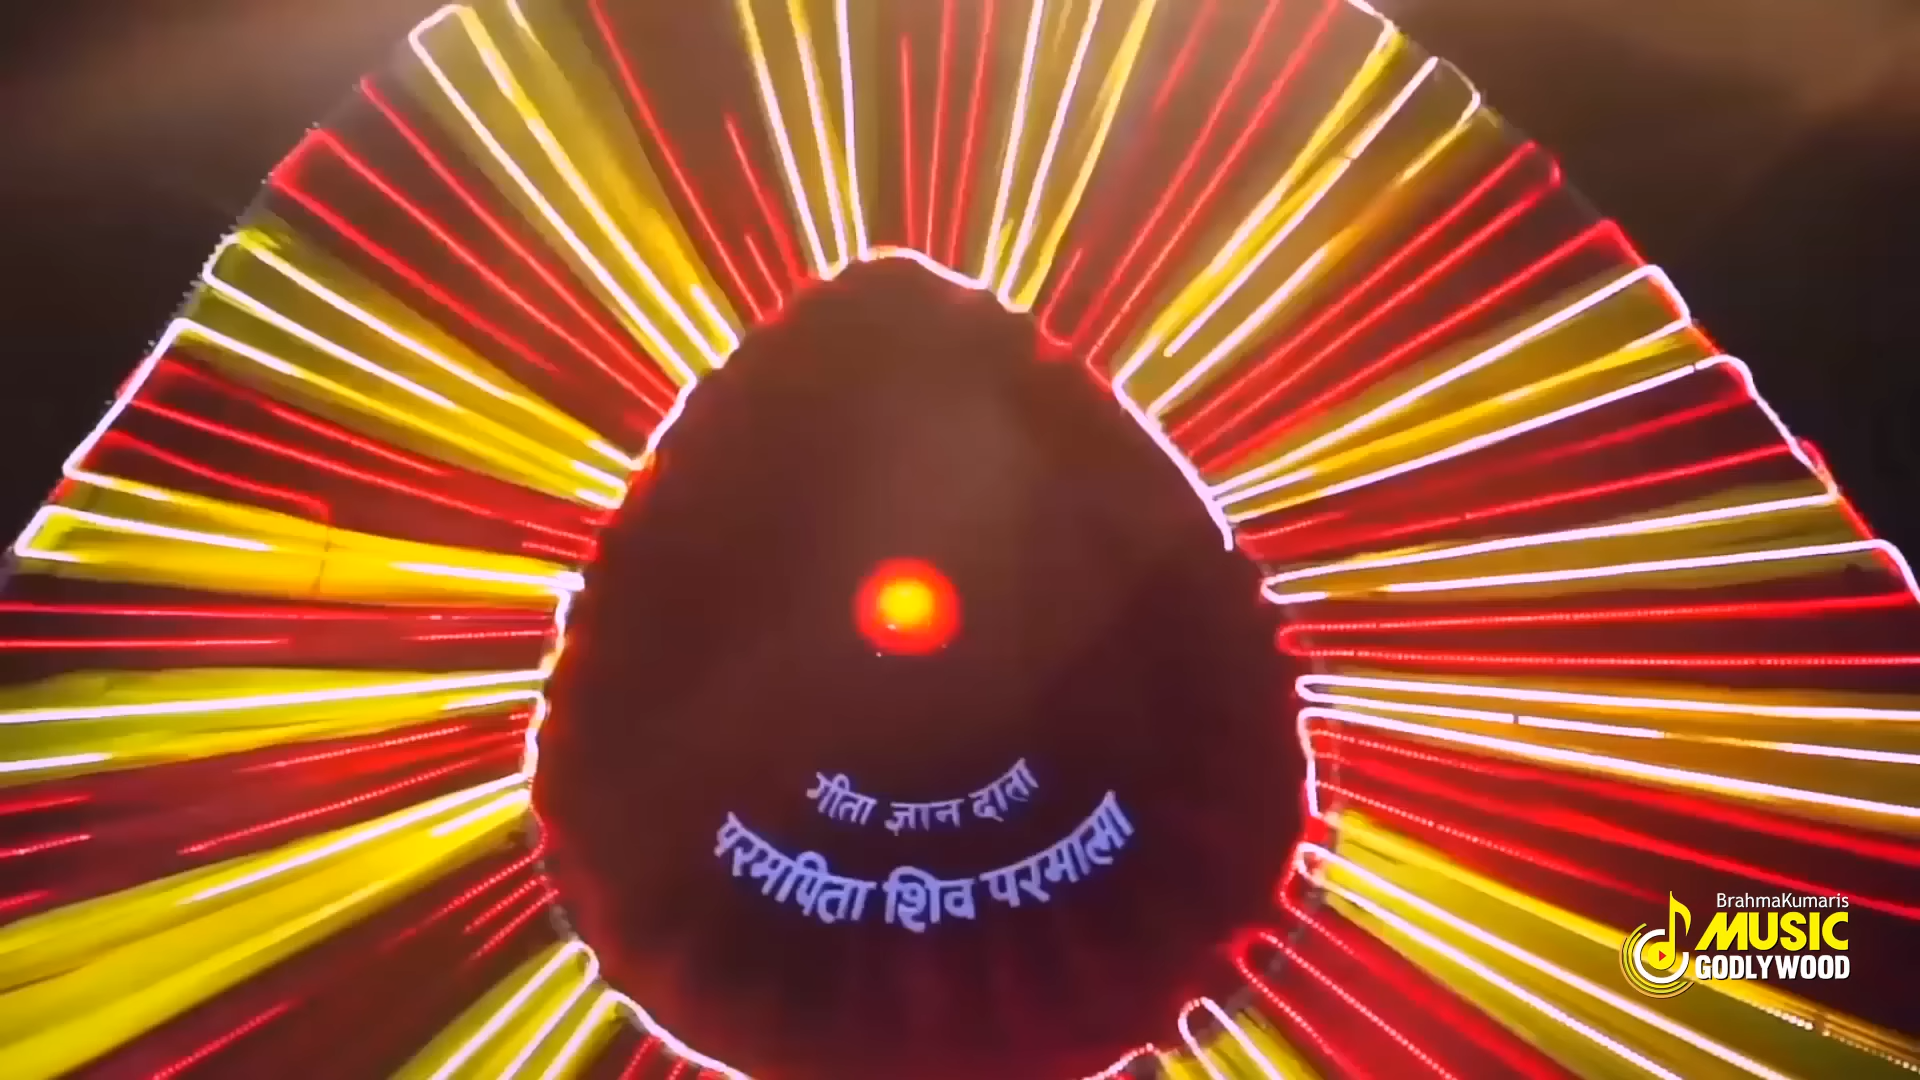 गीता ज्ञान दाता
परमपिता शिव परमात्मा
BrahmaKumaris
MUSIC
GODLYWOOD